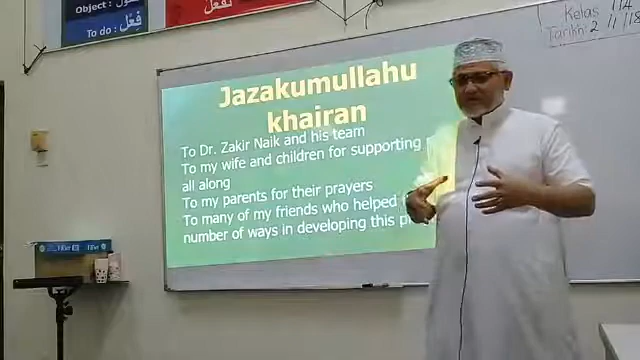 Object : مفعول
To do : فِعْل
تفعل
Kelas
Tarikh
Jazakumullahu
khairan
To Dr. Zakir Naik and his team
To my wife and children for supporting
all along
To my parents for their prayers
To many of my friends who helped
number of ways in developing this